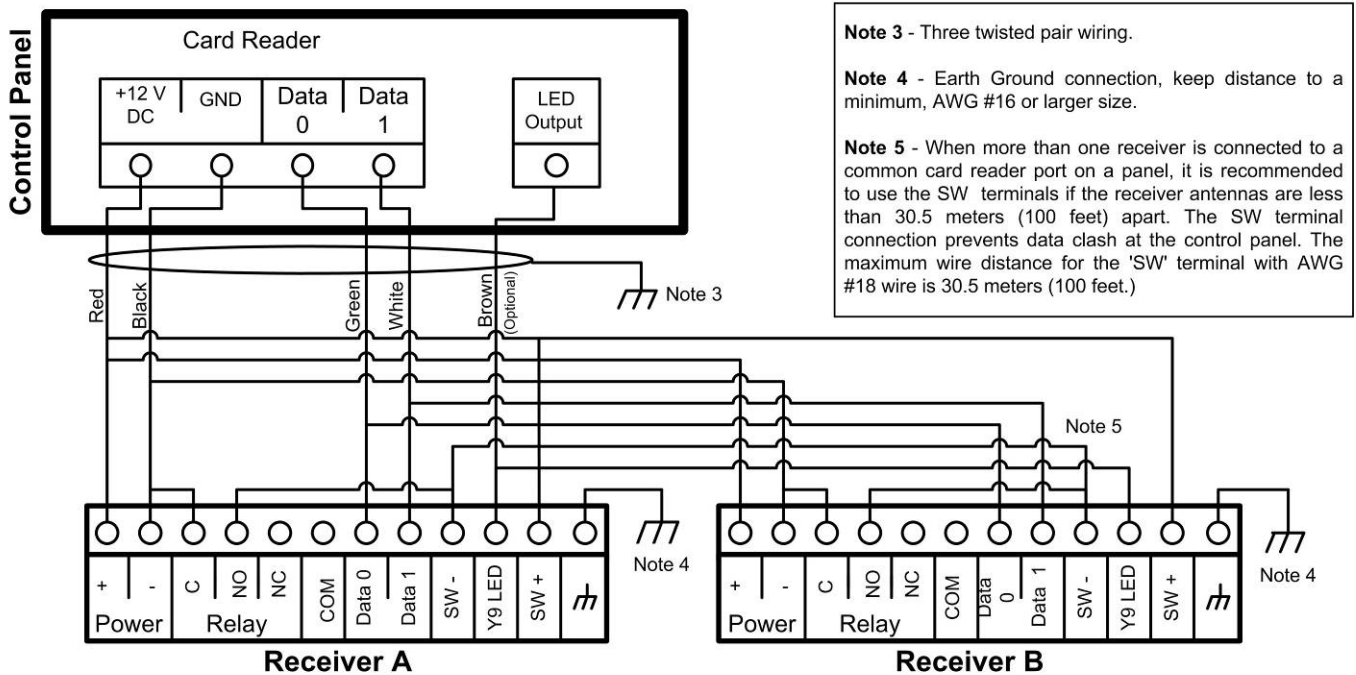 Control Panel
Card Reader
+12 V
DC
GND
Data
0
Data
1
LED
Output
Note 3 - Three twisted pair wiring.
Note 4 - Earth Ground connection, keep distance to a
minimum, AWG #16 or larger size.
Note 5 - When more than one receiver is connected to a
common card reader port on a panel, it is recommended
to use the SW terminals if the receiver antennas are less
than 30.5 meters (100 feet) apart. The SW terminal
connection prevents data clash at the control panel. The
maximum wire distance for the 'SW' terminal with AWG
#18 wire is 30.5 meters (100 feet.)
Red
Black
Green
White
Brown
(Optional)
Note 3
Note 5
Note 4
Note 4
+
-
Power
C
NO
NC
Relay
COM
Data 0
Data 1
SW -
Y9 LED
SW +
Receiver A
+
-
Power
C
NO
NC
Relay
COM
Data
0
Data 1
SW -
Y9 LED
SW +
Receiver B